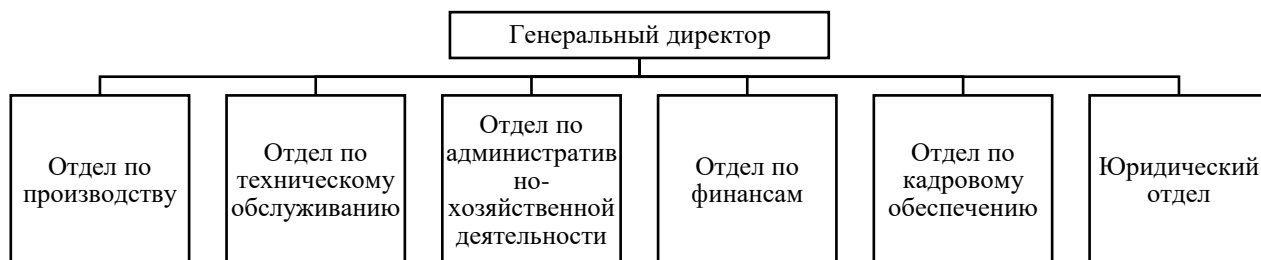 Генеральный директор
Отдел по
производству
Отдел по
техническому
обслуживанию
Отдел по
административ
но-
хозяйственной
деятельности
Отдел по
финансам
Отдел по
кадровому
обеспечению
Юридический
отдел